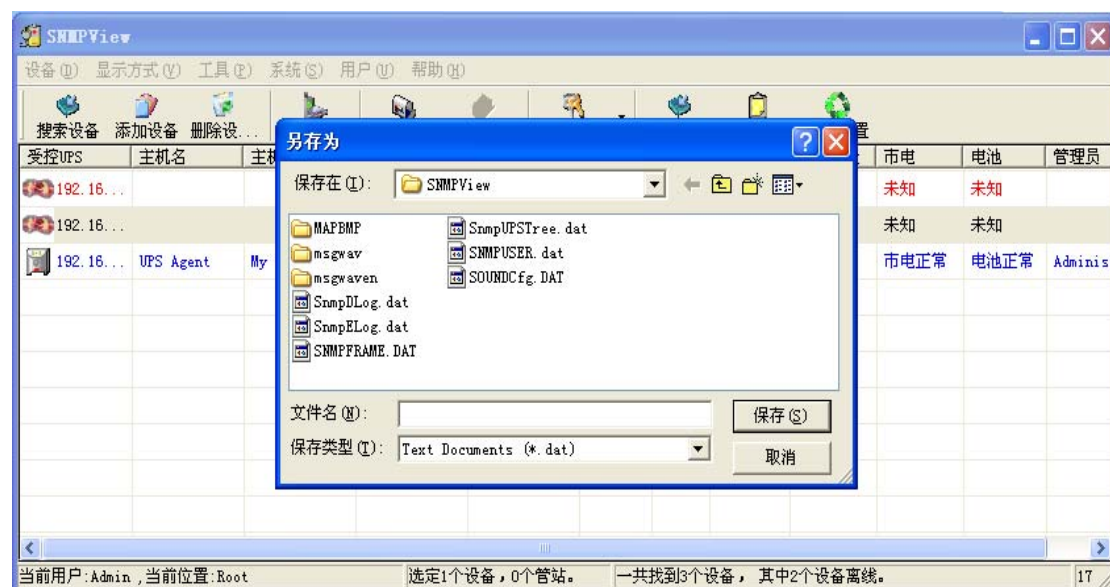 SNMPView
设备(D) 显示方式(V) 工具(P) 系统(S) 用户(U) 帮助(H)
搜索设备 添加设备 删除设... 置
受控UPS 主机名 主机 市电 电池 管理员
192.16... 未知 未知
192.16... 未知 未知
192.16... UPS Agent My 市电正常 电池正常 Adminis
另存为
保存在(I): SNMPView
MAPBMP SnmpUPSTree.dat
msgwav SNMPUSER.dat
msgwaven SOUNDCfg.DAT
SnmpDLog.dat
SnmpELog.dat
SNMPFRAME.DAT
文件名(N): 保存(S)
保存类型(T): Text Documents (*.dat) 取消
当前用户:Admin ,当前位置:Root 选定1个设备,0个管站。 一共找到3个设备, 其中2个设备离线。 17